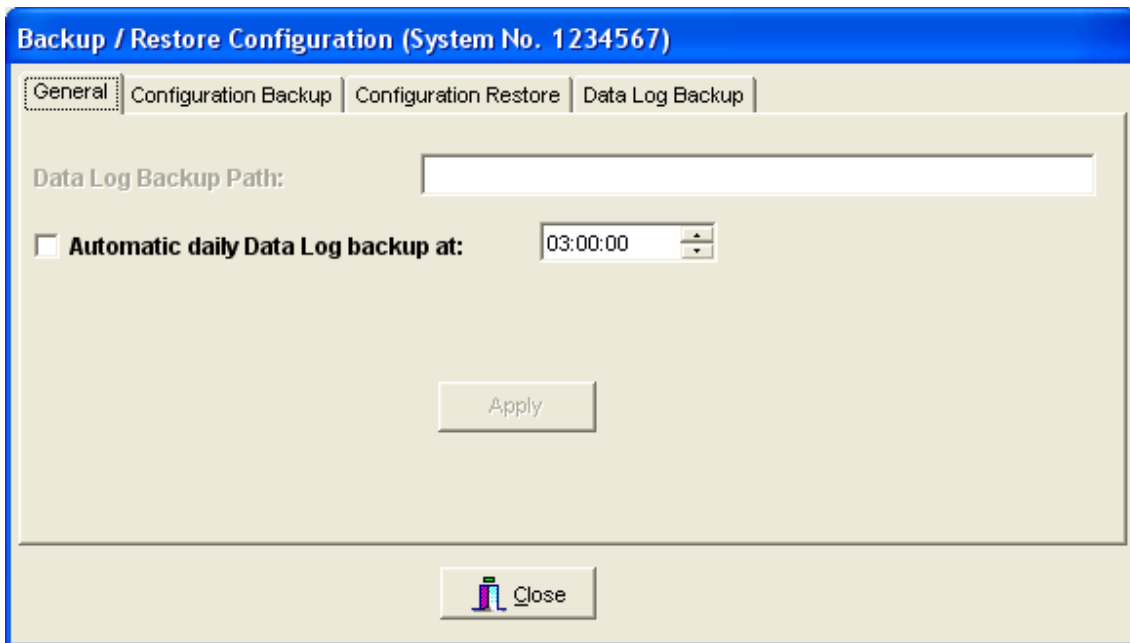 Backup / Restore Configuration (System No. 1234567)
General Configuration Backup Configuration Restore Data Log Backup
Data Log Backup Path:
Automatic daily Data Log backup at: 03:00:00
Apply
Close